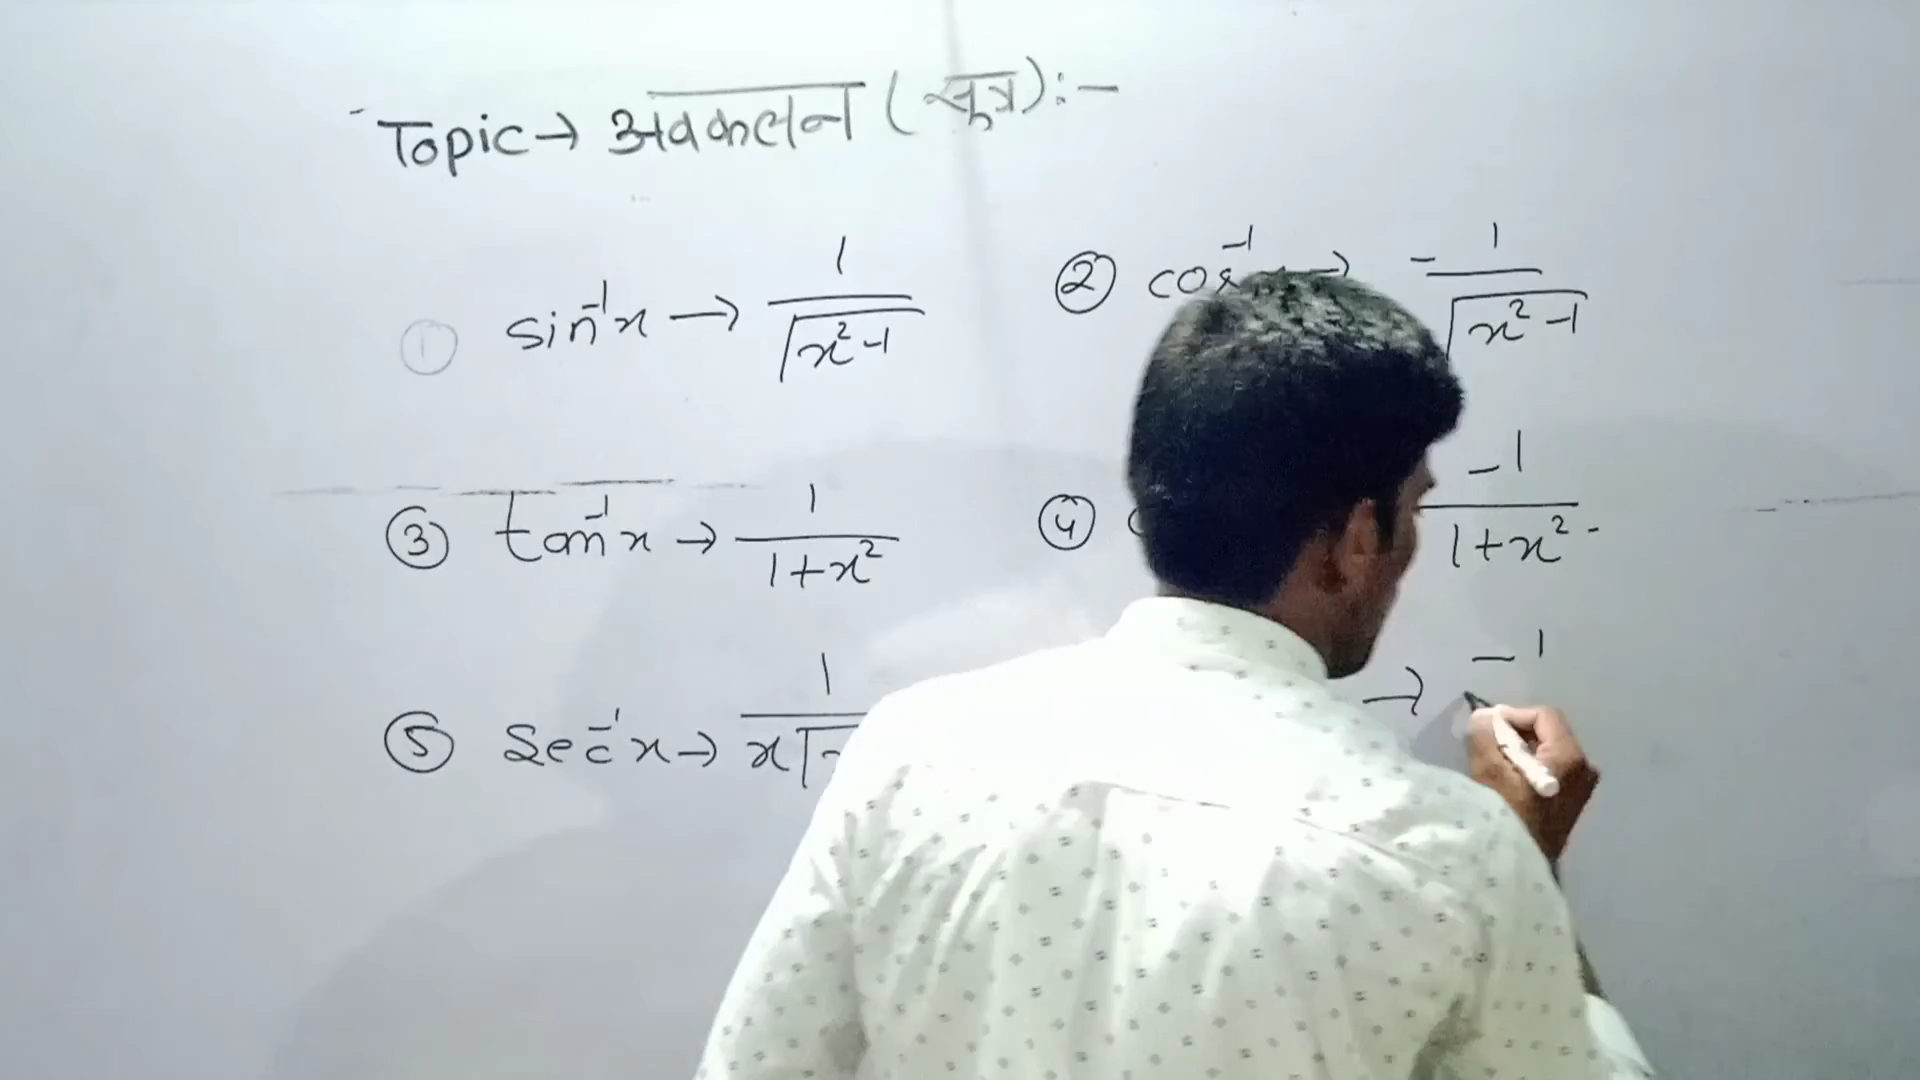 Topic → अवकलन (सूत्र):-
① sin⁻¹x → 1/√(x²-1)
② cos⁻¹ → -1/√(x²-1)
③ tan⁻¹x → 1/(1+x²)
④ -1/(1+x²)
⑤ sec⁻¹x → 1/x√
→ -1